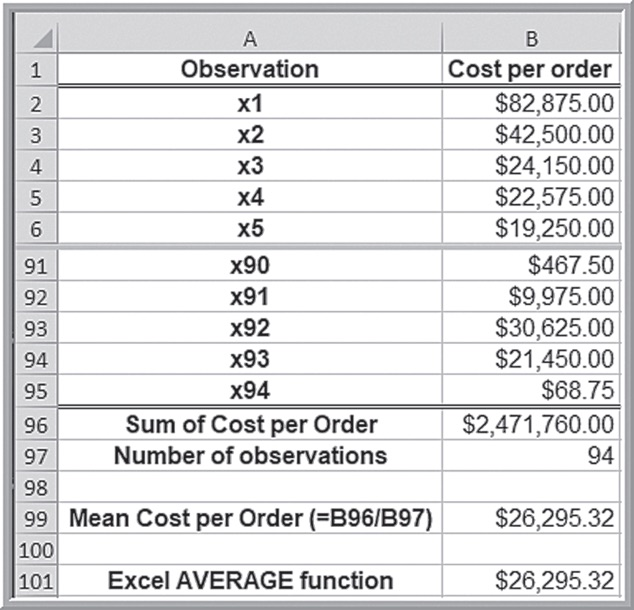 A B
1 Observation Cost per order
2 x1 $82,875.00
3 x2 $42,500.00
4 x3 $24,150.00
5 x4 $22,575.00
6 x5 $19,250.00
91 x90 $467.50
92 x91 $9,975.00
93 x92 $30,625.00
94 x93 $21,450.00
95 x94 $68.75
96 Sum of Cost per Order $2,471,760.00
97 Number of observations 94
98
99 Mean Cost per Order (=B96/B97) $26,295.32
100
101 Excel AVERAGE function $26,295.32